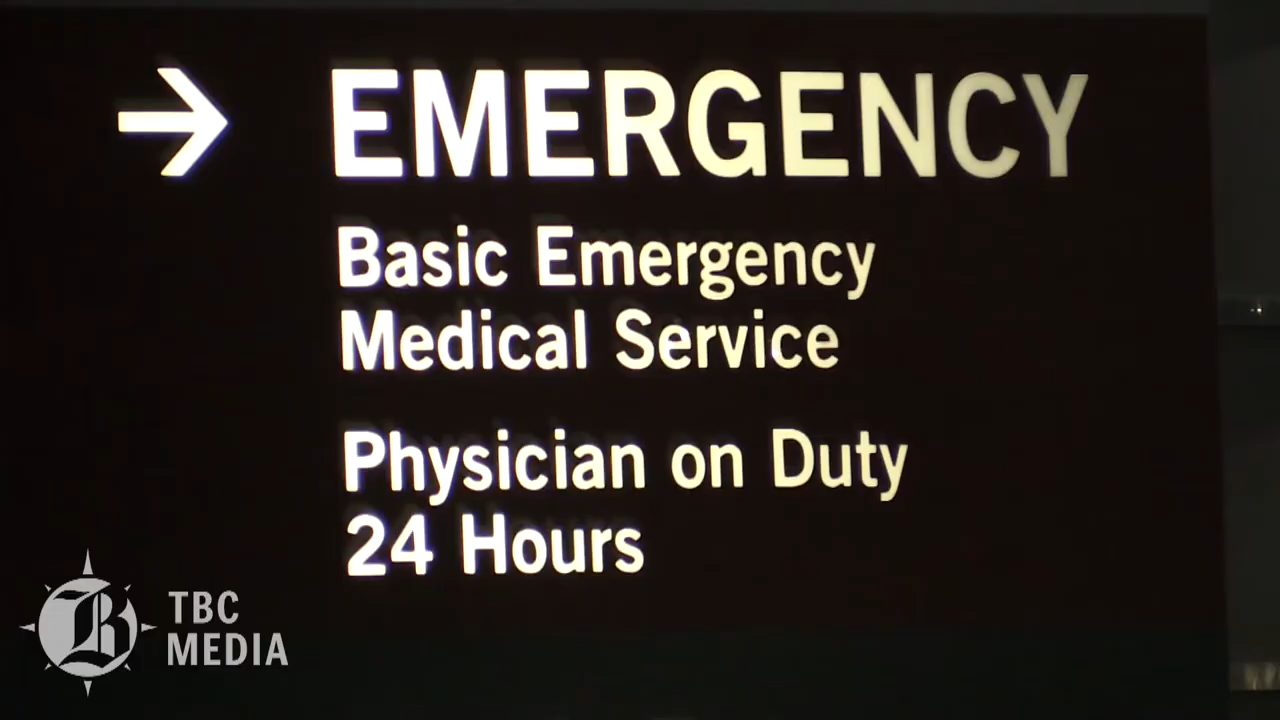 → EMERGENCY
Basic Emergency
Medical Service
Physician on Duty
24 Hours
B
TBC
MEDIA